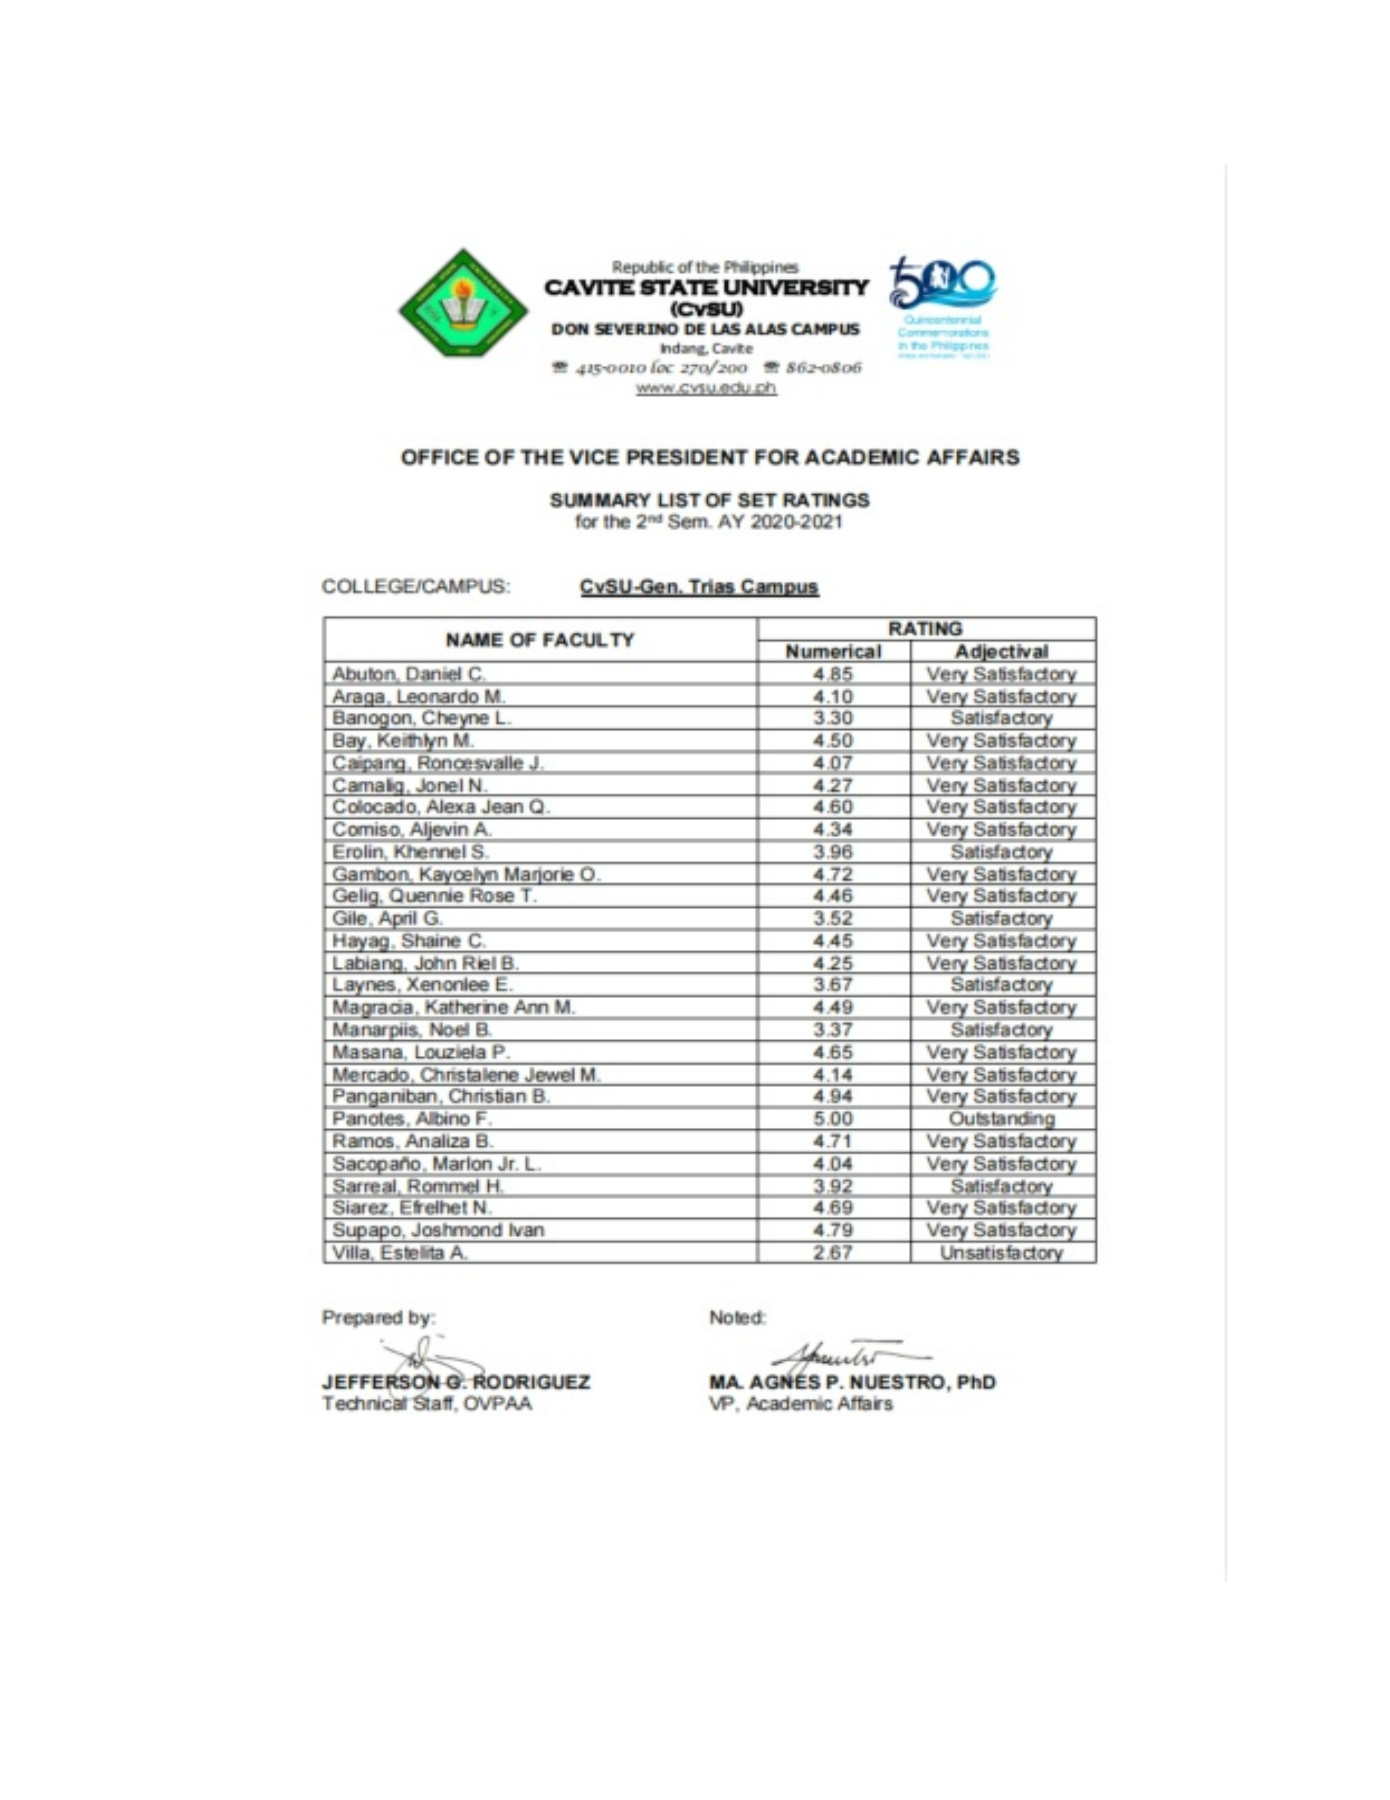 Republic of the Philippines
CAVITE STATE UNIVERSITY
(CvSU)
DON SEVERINO DE LAS ALAS CAMPUS
Indang, Cavite
☎ 415-0010 loc 270/200 ☎ 862-0806
www.cvsu.edu.ph
500
Quincentennial
Commemorations
in the Philippines
OFFICE OF THE VICE PRESIDENT FOR ACADEMIC AFFAIRS
SUMMARY LIST OF SET RATINGS
for the 2nd Sem. AY 2020-2021
COLLEGE/CAMPUS: CvSU-Gen. Trias Campus
NAME OF FACULTY RATING
Numerical Adjectival
Abuton, Daniel C. 4.85 Very Satisfactory
Araga, Leonardo M. 4.10 Very Satisfactory
Banogon, Cheyne L. 3.30 Satisfactory
Bay, Keithlyn M. 4.50 Very Satisfactory
Caipang, Roncesvalle J. 4.07 Very Satisfactory
Camalig, Jonel N. 4.27 Very Satisfactory
Colocado, Alexa Jean Q. 4.60 Very Satisfactory
Comiso, Aljevin A. 4.34 Very Satisfactory
Erolin, Khennel S. 3.96 Satisfactory
Gambon, Kaycelyn Marjorie O. 4.72 Very Satisfactory
Gelig, Quennie Rose T. 4.46 Very Satisfactory
Gile, April G. 3.52 Satisfactory
Hayag, Shaine C. 4.45 Very Satisfactory
Labiang, John Riel B. 4.25 Very Satisfactory
Laynes, Xenonlee E. 3.67 Satisfactory
Magracia, Katherine Ann M. 4.49 Very Satisfactory
Manarpiis, Noel B. 3.37 Satisfactory
Masana, Louziela P. 4.65 Very Satisfactory
Mercado, Christalene Jewel M. 4.14 Very Satisfactory
Panganiban, Christian B. 4.94 Very Satisfactory
Panotes, Albino F. 5.00 Outstanding
Ramos, Analiza B. 4.71 Very Satisfactory
Sacopaño, Marlon Jr. L. 4.04 Very Satisfactory
Sarreal, Rommel H. 3.92 Satisfactory
Siarez, Efrelhet N. 4.69 Very Satisfactory
Supapo, Joshmond Ivan 4.79 Very Satisfactory
Villa, Estelita A. 2.67 Unsatisfactory
Prepared by: Noted:
JEFFERSON G. RODRIGUEZ MA. AGNES P. NUESTRO, PhD
Technical Staff, OVPAA VP, Academic Affairs